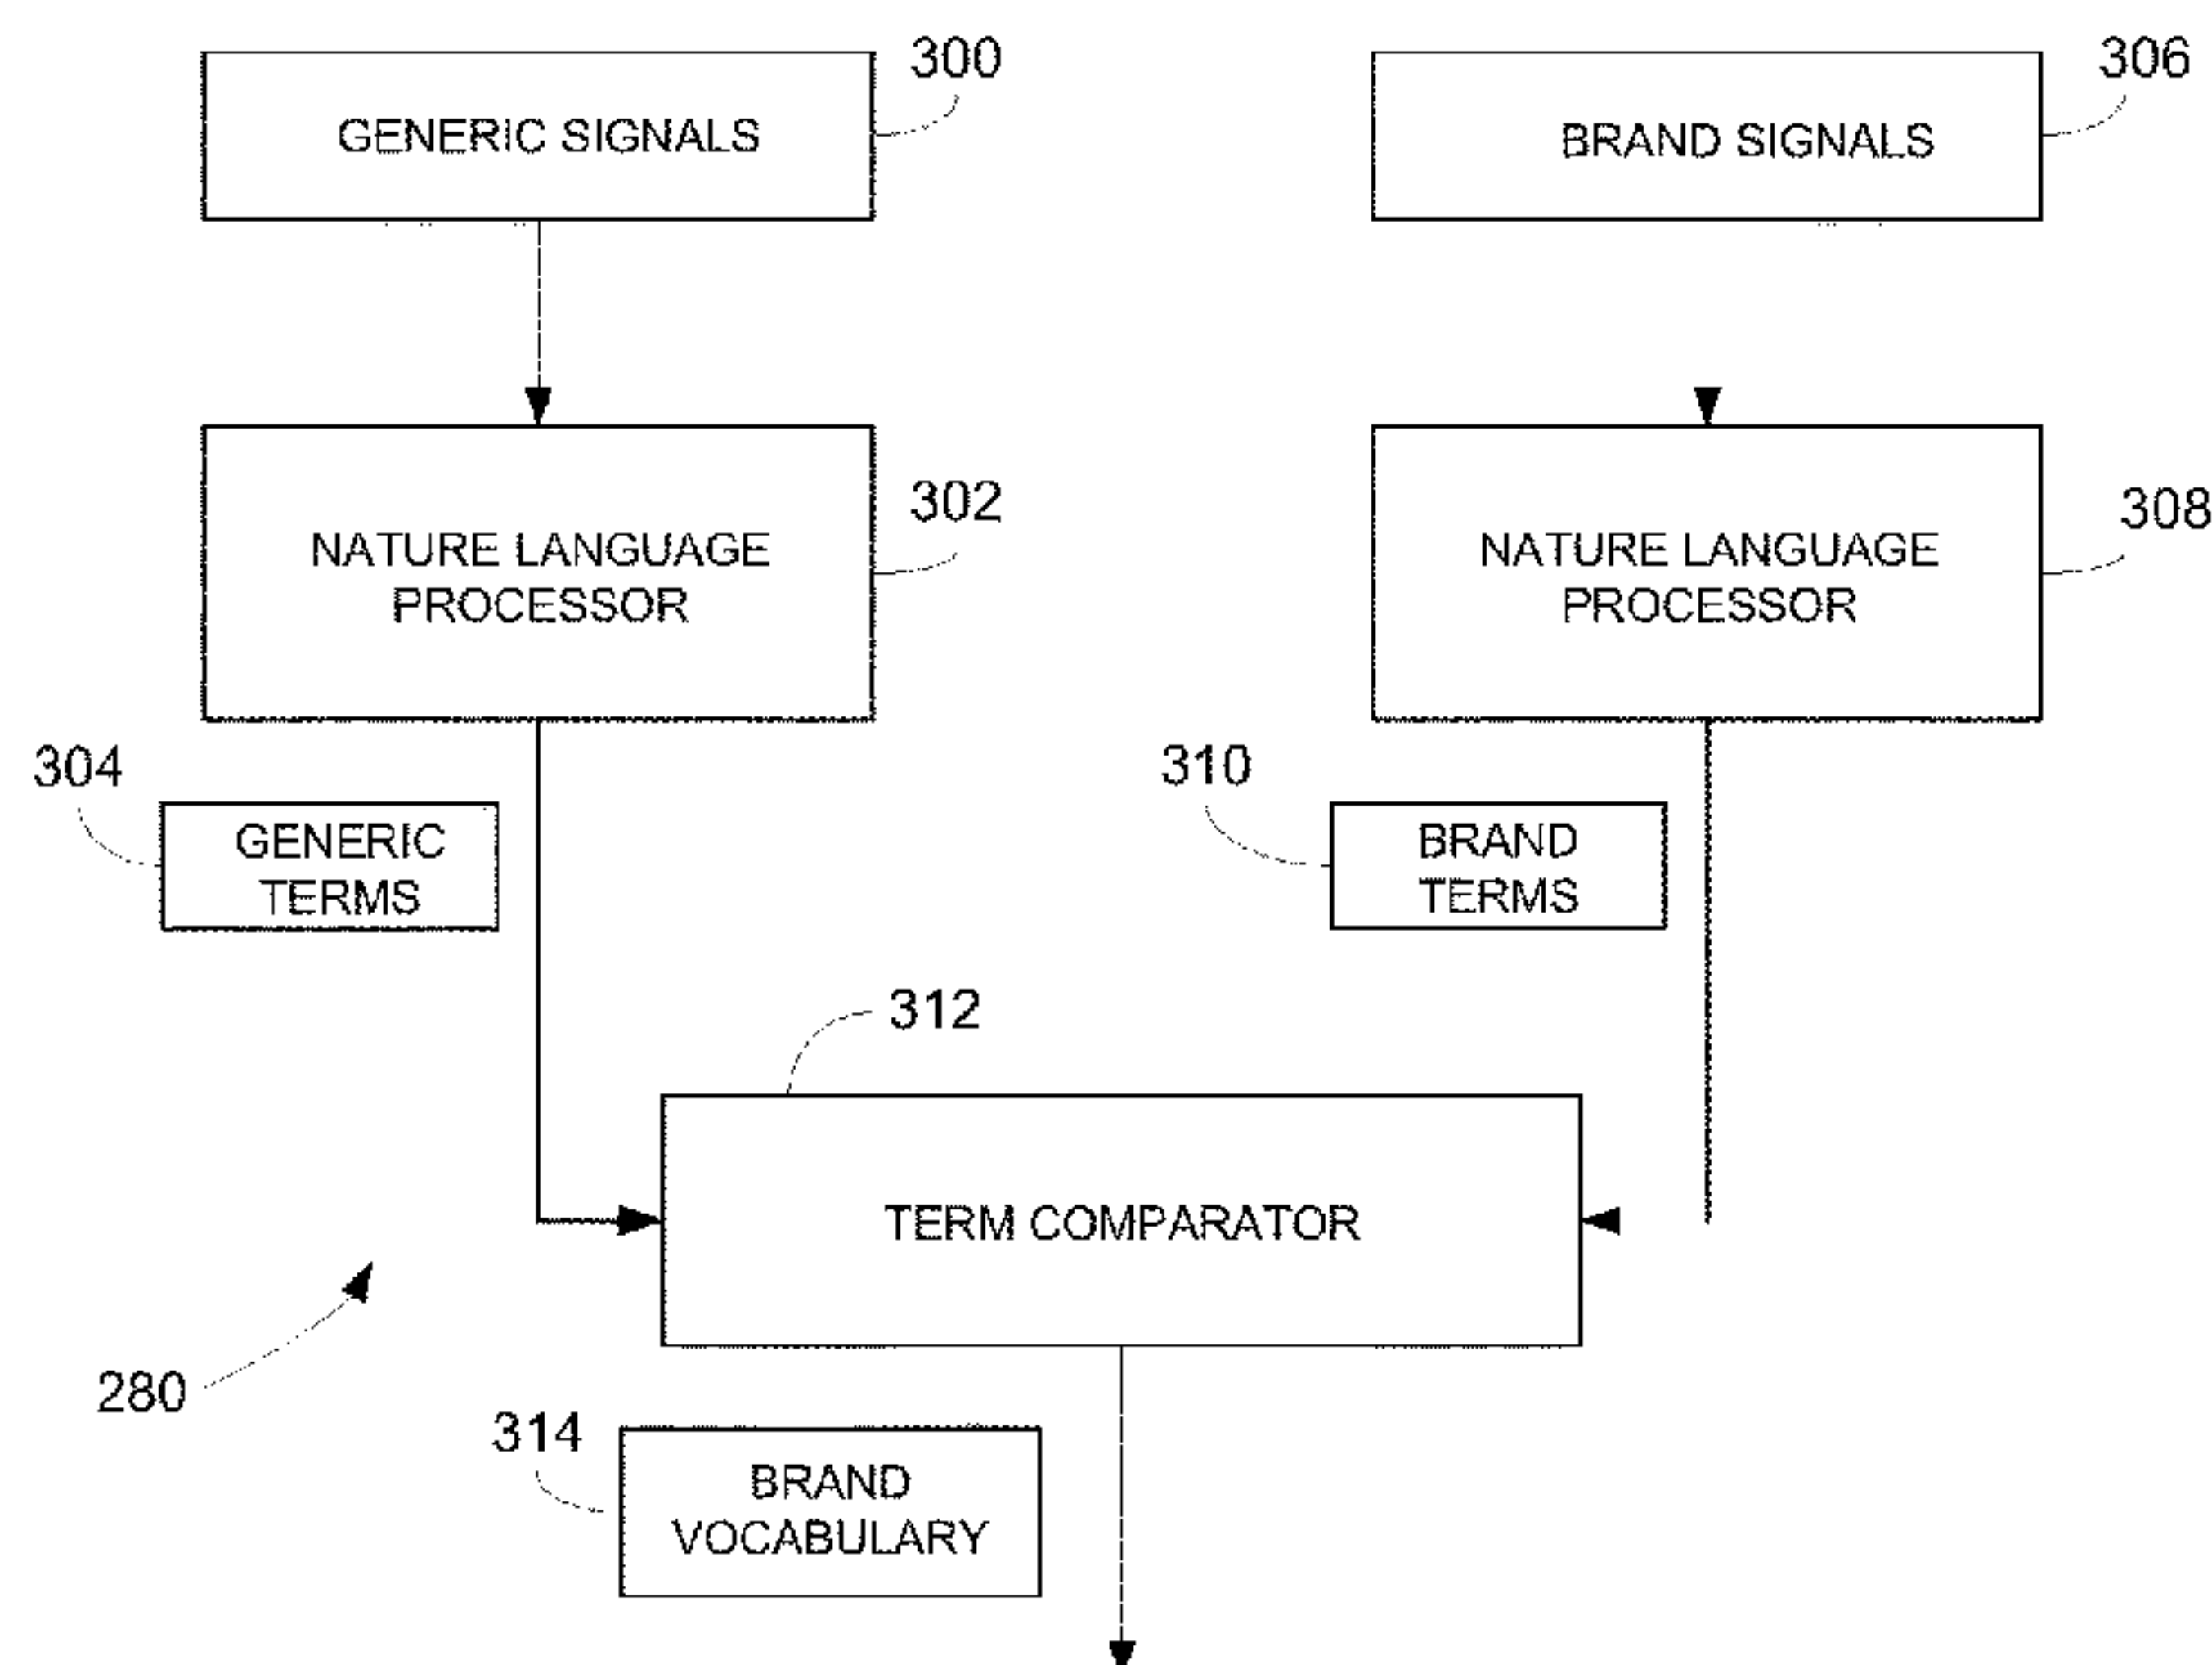 300
GENERIC SIGNALS
306
BRAND SIGNALS
302
NATURE LANGUAGE
PROCESSOR
308
NATURE LANGUAGE
PROCESSOR
304
GENERIC
TERMS
310
BRAND
TERMS
312
TERM COMPARATOR
280
314
BRAND
VOCABULARY